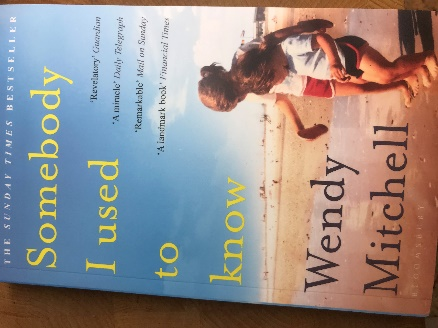 THE SUNDAY TIMES BESTSELLER
Somebody
I used
to
know
'Revelatory' Guardian
'A miracle' Daily Telegraph
'Remarkable' Mail on Sunday
'A landmark book' Financial Times
Wendy
Mitchell
BLOOMSBURY